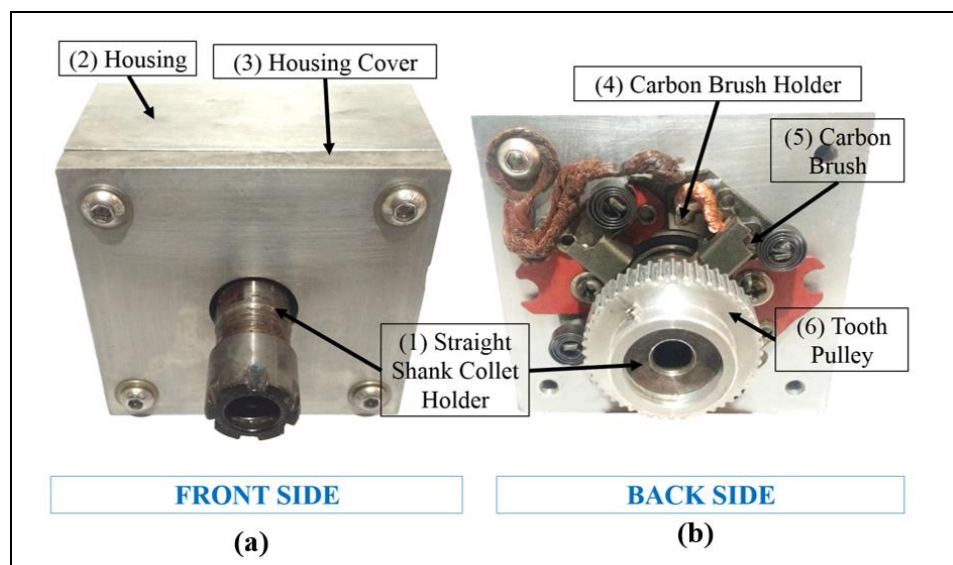 (2) Housing
(3) Housing Cover
(4) Carbon Brush Holder
(5) Carbon
Brush
(1) Straight
Shank Collet
Holder
(6) Tooth
Pulley
FRONT SIDE
BACK SIDE
(a)
(b)